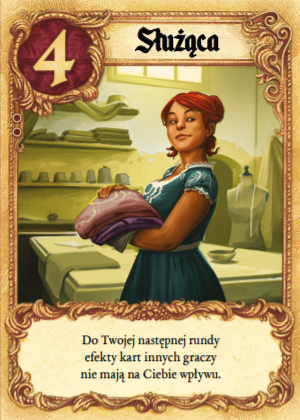 4
Służąca
Do Twojej następnej rundy
efekty kart innych graczy
nie mają na Ciebie wpływu.